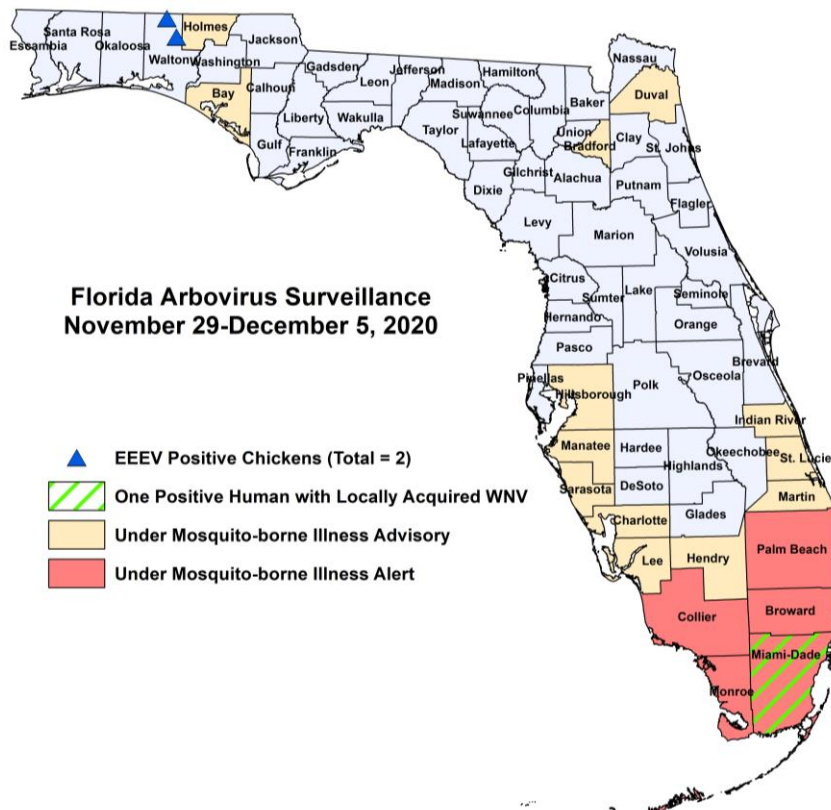 Holmes
Jackson
Santa Rosa
Escambia
Okaloosa
Walton
Washington
Gadsden
Jefferson
Hamilton
Nassau
Bay
Calhoun
Leon
Madison
Baker
Duval
Liberty
Wakulla
Suwannee
Columbia
Union
Bradford
Clay
Gulf
Franklin
Taylor
Lafayette
St. Johns
Gilchrist
Alachua
Putnam
Dixie
Flagler
Levy
Marion
Volusia
Citrus
Sumter
Lake
Seminole
Hernando
Orange
Pasco
Brevard
Florida Arbovirus Surveillance
November 29-December 5, 2020
Pinellas
Hillsborough
Polk
Osceola
Indian River
Manatee
Hardee
Okeechobee
St. Lucie
Highlands
Sarasota
DeSoto
Martin
Charlotte
Glades
Lee
Hendry
Palm Beach
Collier
Broward
Miami-Dade
Monroe
EEEV Positive Chickens (Total = 2)
One Positive Human with Locally Acquired WNV
Under Mosquito-borne Illness Advisory
Under Mosquito-borne Illness Alert